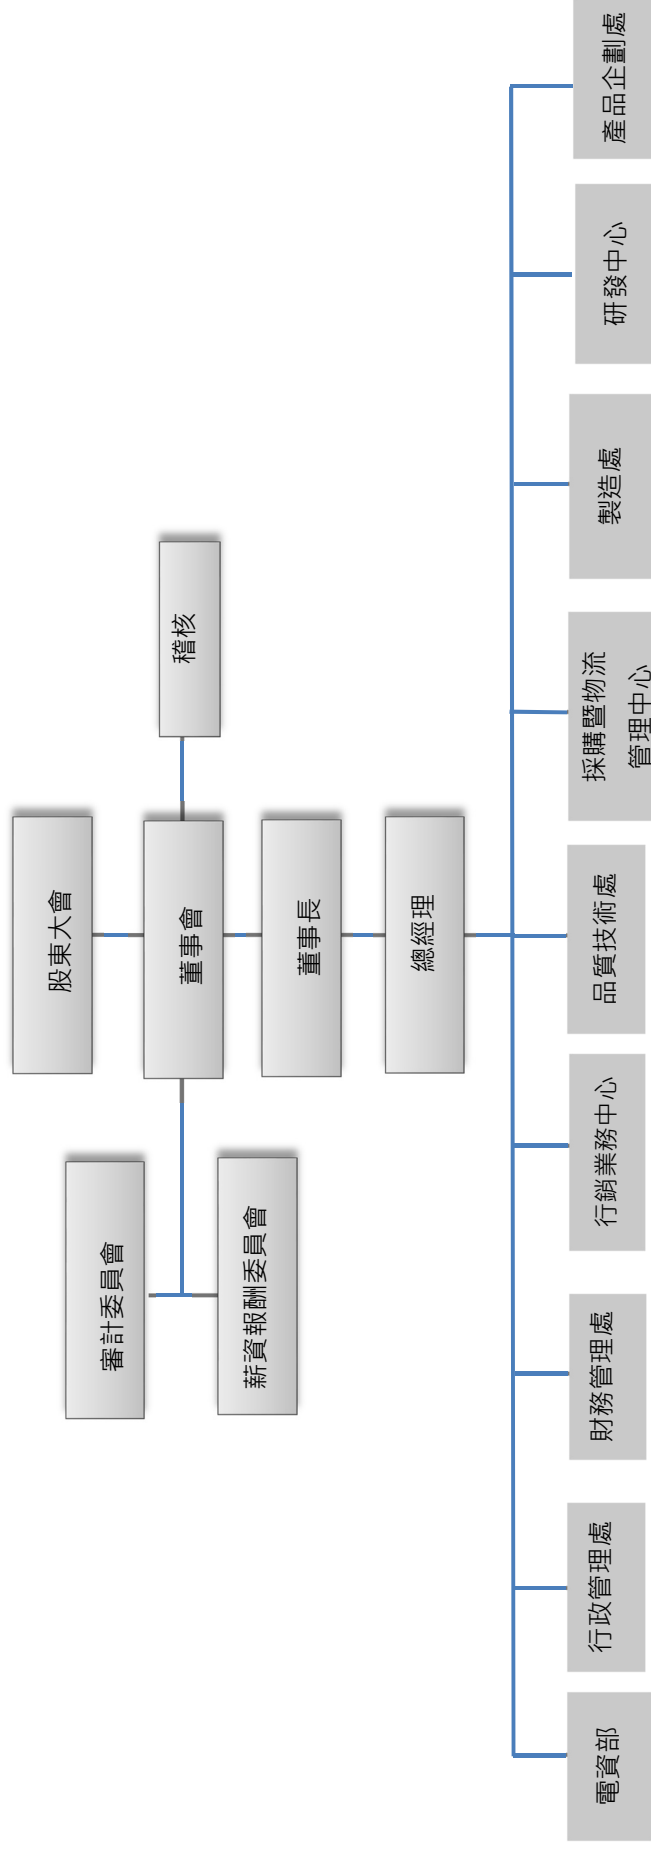 股東大會
董事會
稽核
審計委員會
薪資報酬委員會
董事長
總經理
電資部
行政管理處
財務管理處
行銷業務中心
品質技術處
採購暨物流
管理中心
製造處
研發中心
產品企劃處